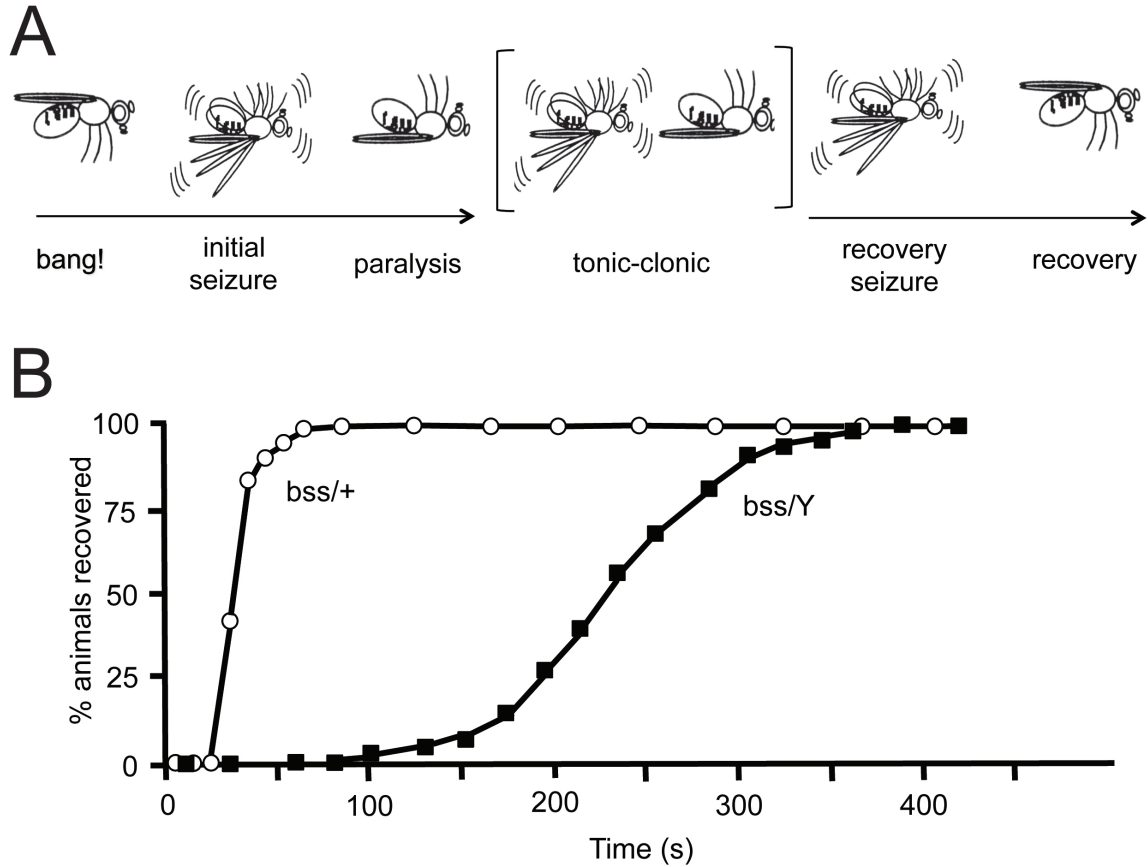 A
bang!
initial
seizure
paralysis
tonic-clonic
recovery
seizure
recovery
B
% animals recovered
100
75
50
25
0
bss/+
bss/Y
0
100
200
300
400
Time (s)